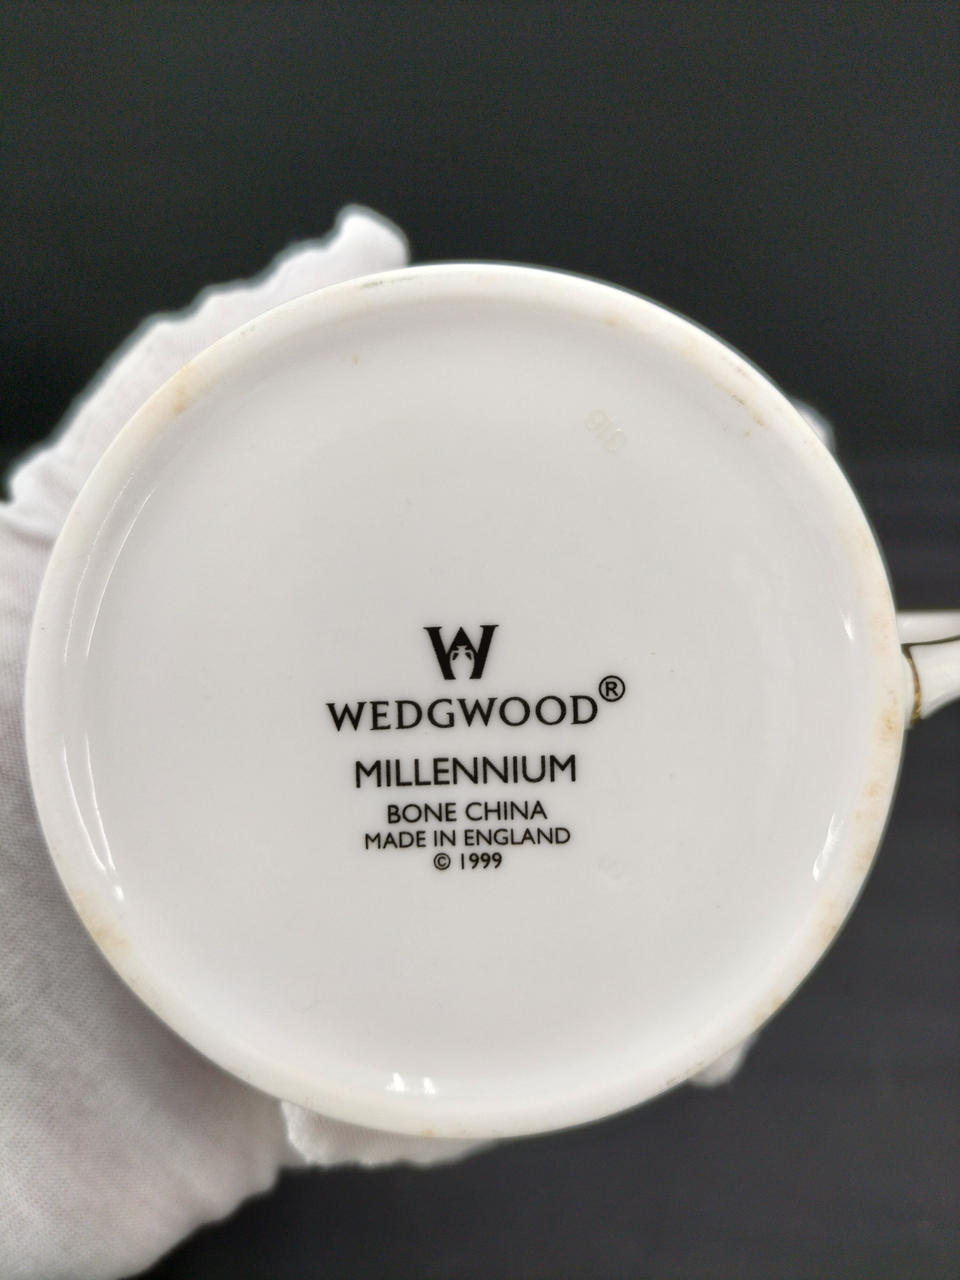 W
WEDGWOOD®
MILLENNIUM
BONE CHINA
MADE IN ENGLAND
© 1999